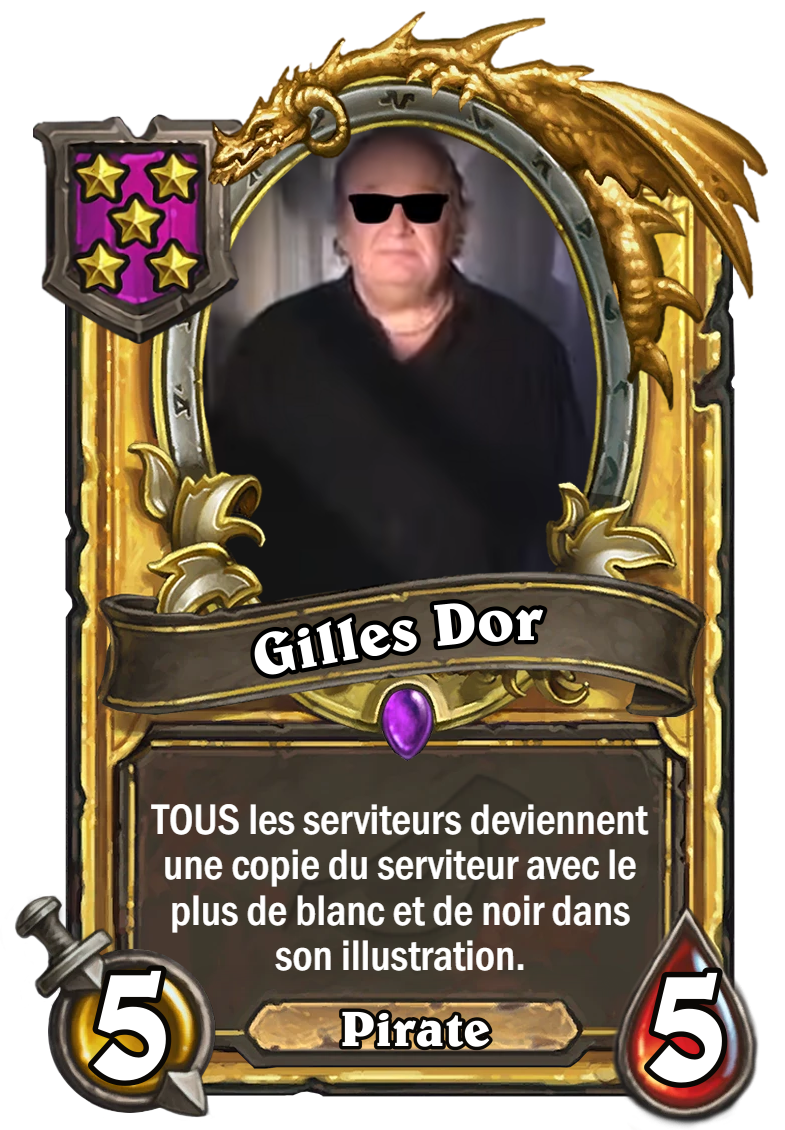 Gilles Dor
TOUS les serviteurs deviennent
une copie du serviteur avec le
plus de blanc et de noir dans
son illustration.
5
Pirate
5